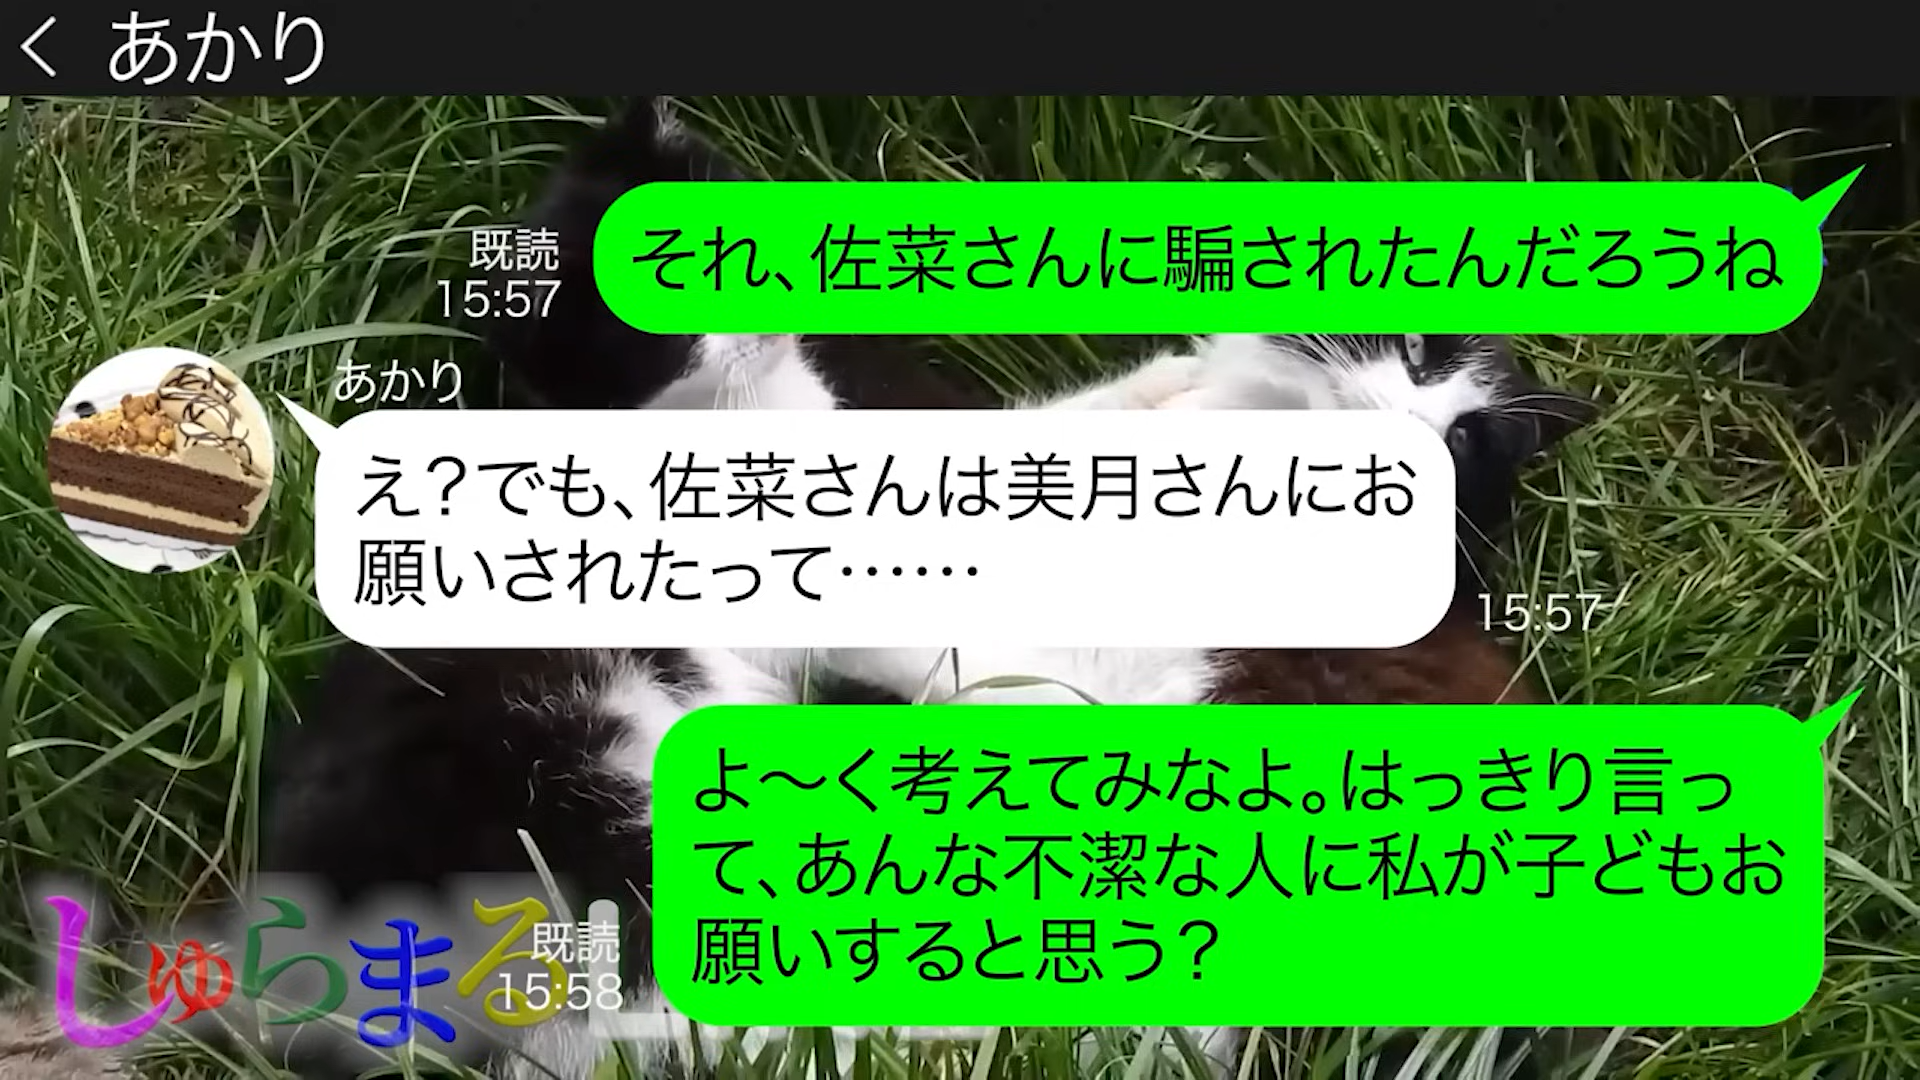 あかり
それ、佐菜さんに騙されたんだろうね
既読
15:57
あかり
え？でも、佐菜さんは美月さんにお
願いされたって……
15:57
よ〜く考えてみなよ。はっきり言っ
て、あんな不潔な人に私が子どもお
願いすると思う？
既読
15:58
しゅらまる